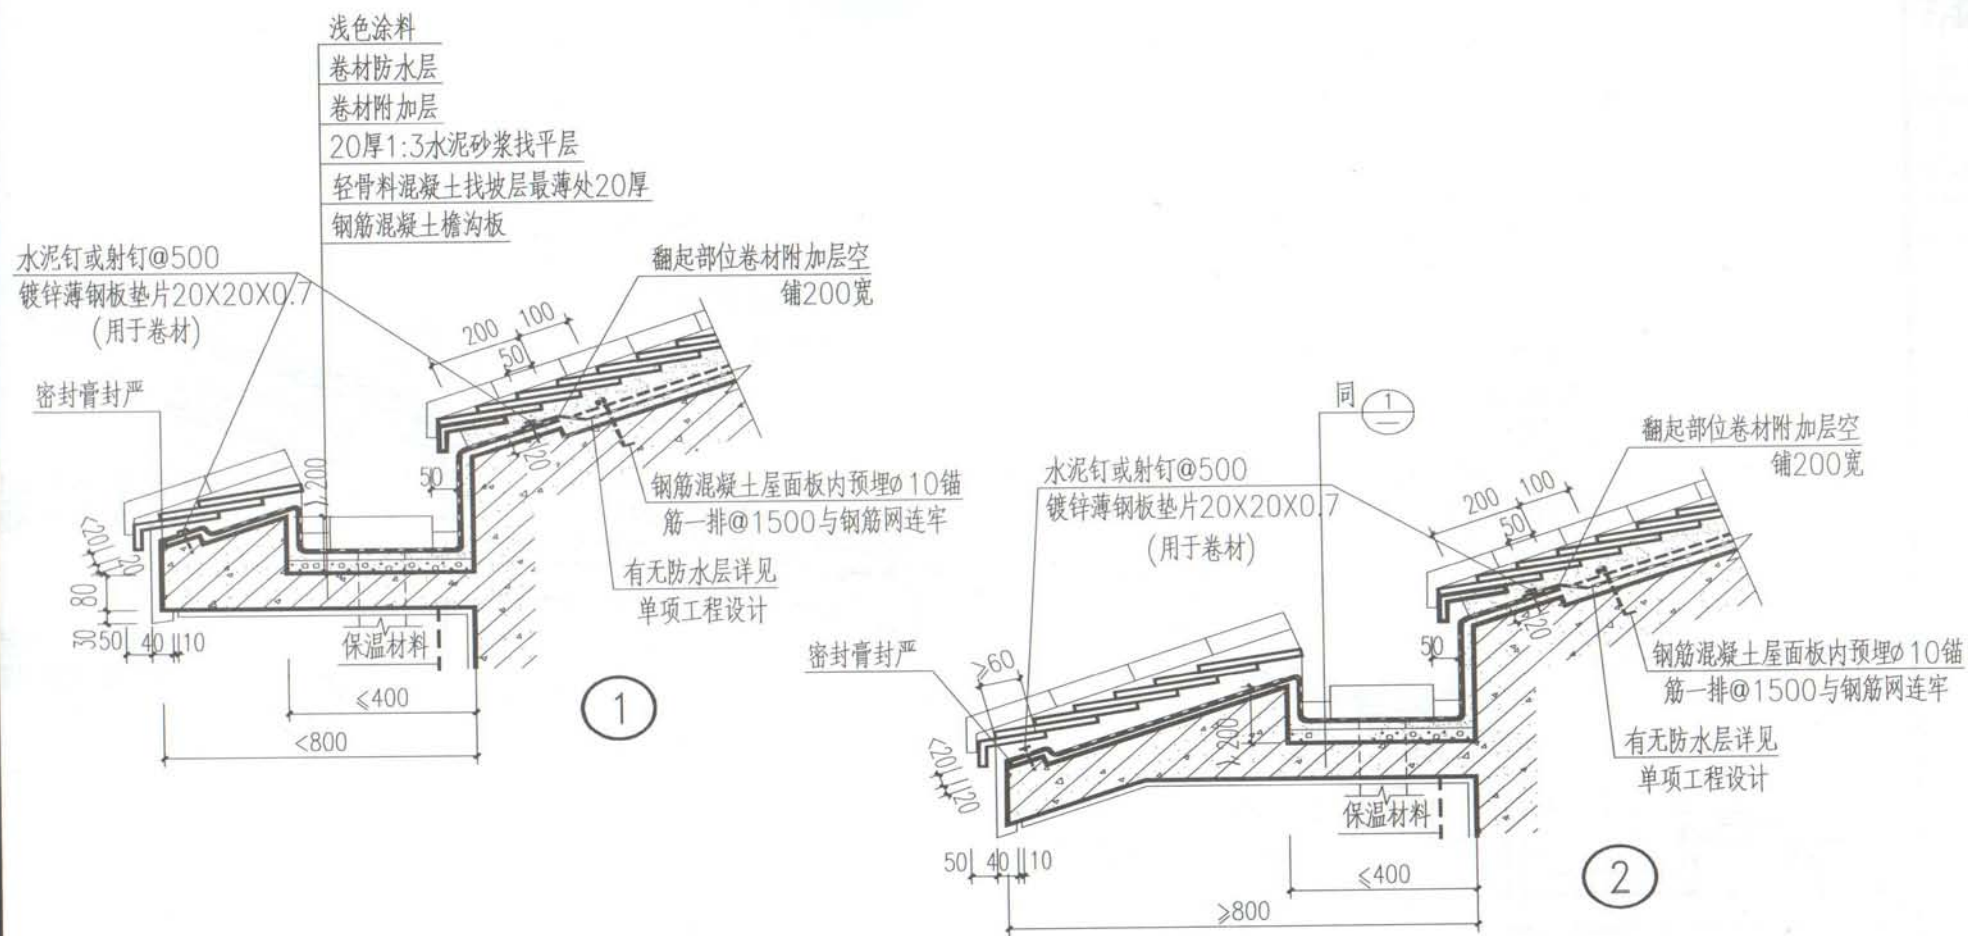 浅色涂料
卷材防水层
卷材附加层
20厚1:3水泥砂浆找平层
轻骨料混凝土找坡层最薄处20厚
钢筋混凝土檐沟板
水泥钉或射钉@500
镀锌薄钢板垫片20X20X0.7
(用于卷材)
密封膏封严
翻起部位卷材附加层空
铺200宽
200
100
50
20
50
≥200
钢筋混凝土屋面板内预埋ø10锚
筋一排@1500与钢筋网连牢
有无防水层详见
单项工程设计
<20
20
80
30
50
40
10
保温材料
≤400
<800
1
同
1
—
翻起部位卷材附加层空
铺200宽
水泥钉或射钉@500
镀锌薄钢板垫片20X20X0.7
(用于卷材)
200
100
50
20
50
密封膏封严
≥60
200
钢筋混凝土屋面板内预埋ø10锚
筋一排@1500与钢筋网连牢
有无防水层详见
单项工程设计
<20
20
50
40
10
保温材料
≤400
≥800
2